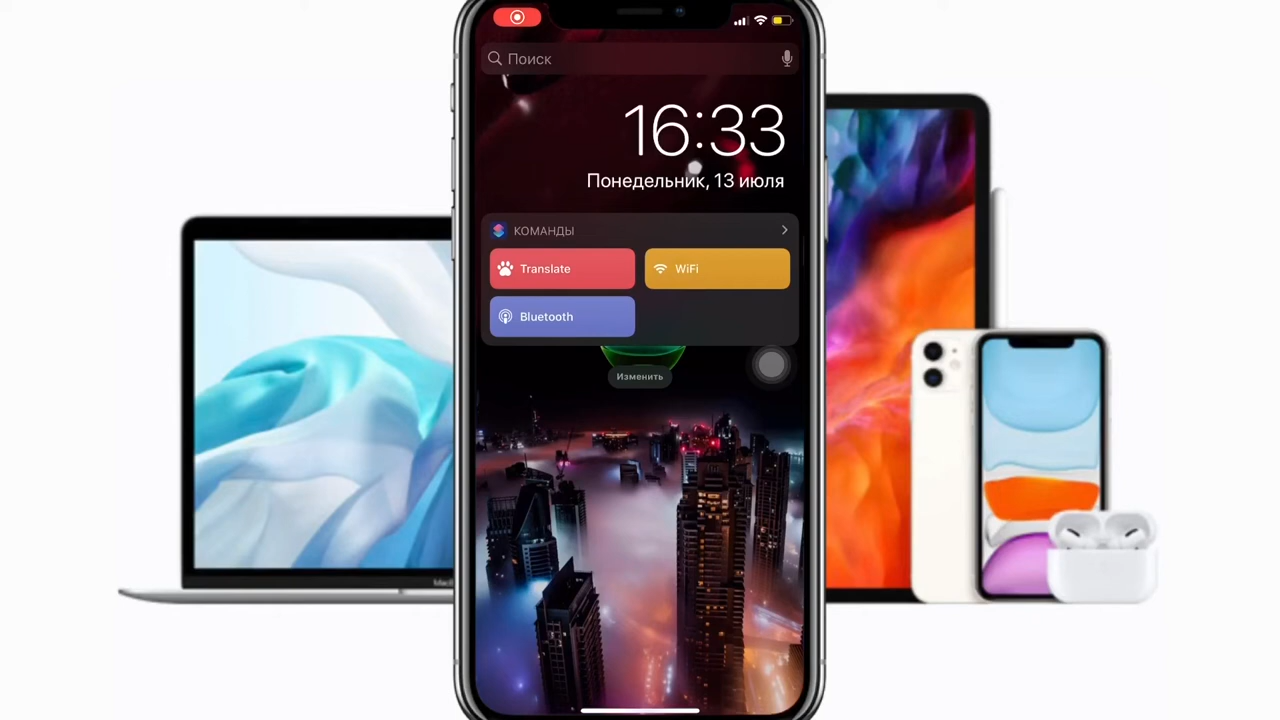 Поиск
16:33
Понедельник, 13 июля
КОМАНДЫ
Translate
WiFi
Bluetooth
Изменить